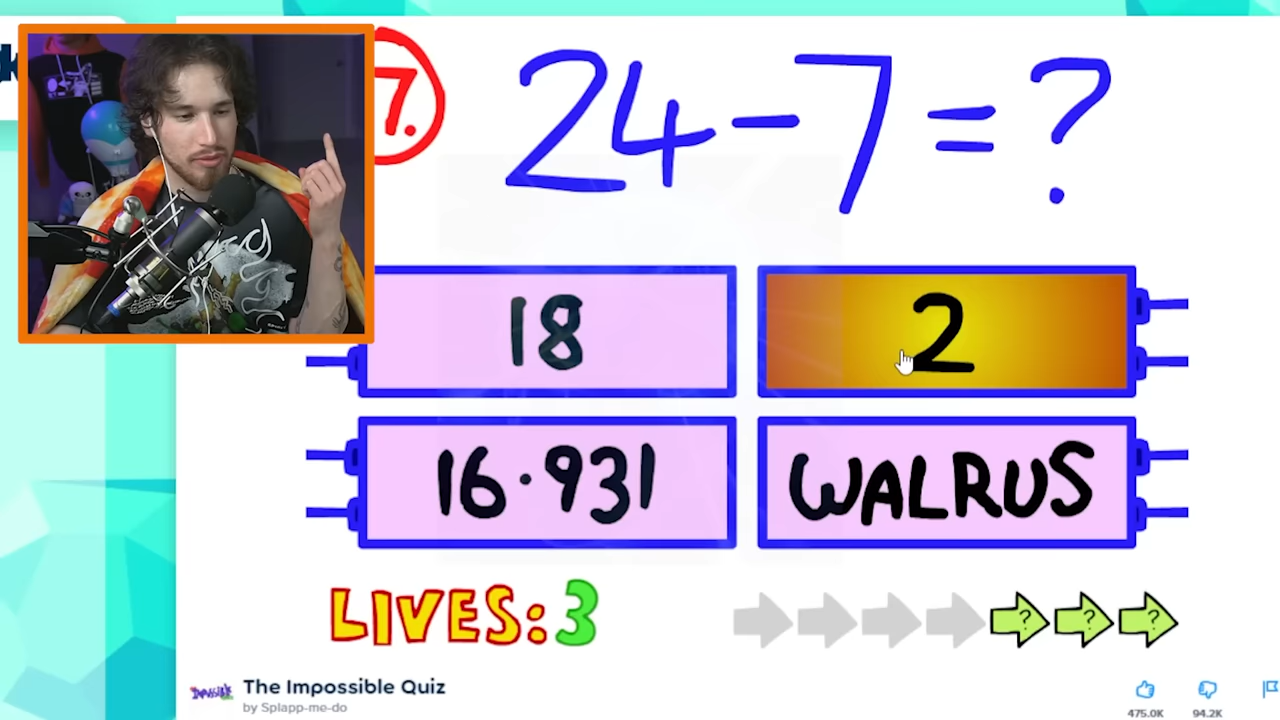 7. 24-7=?
18 2
16.931 WALRUS
LIVES: 3
? ? ?
The Impossible Quiz
by Splapp-me-do
475.0K 94.2K